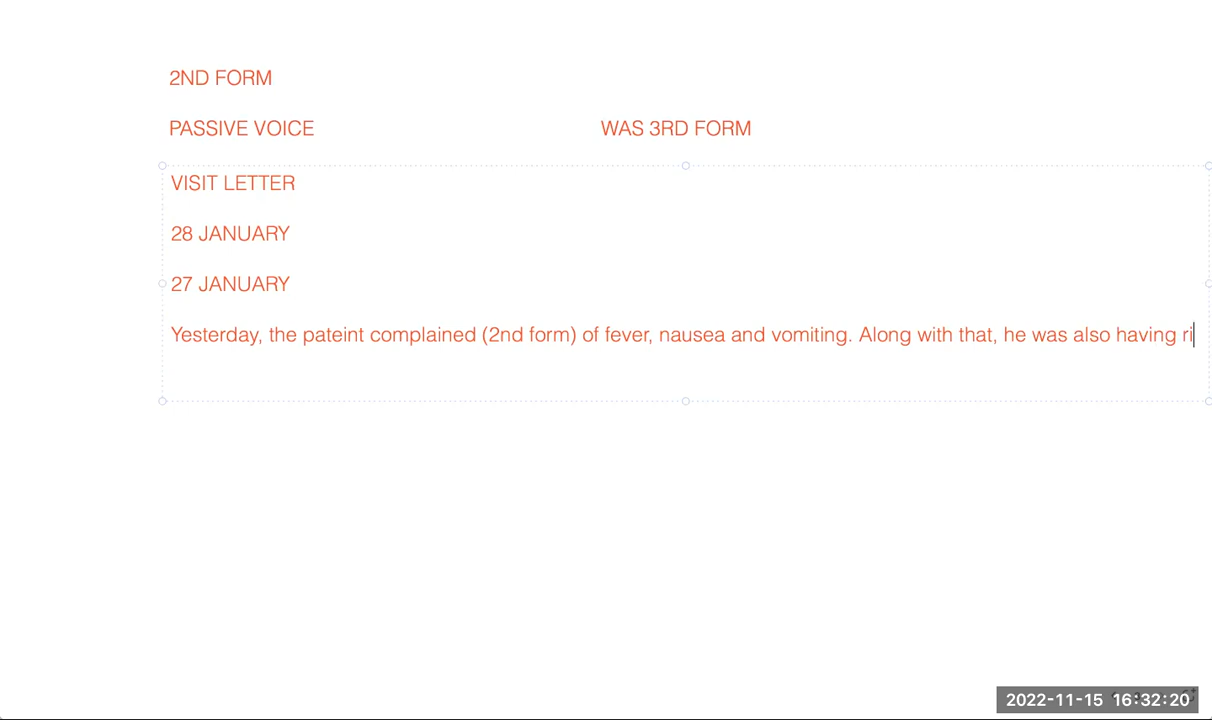 2ND FORM
PASSIVE VOICE WAS 3RD FORM
VISIT LETTER
28 JANUARY
27 JANUARY
Yesterday, the pateint complained (2nd form) of fever, nausea and vomiting. Along with that, he was also having ri
2022-11-15 16:32:20